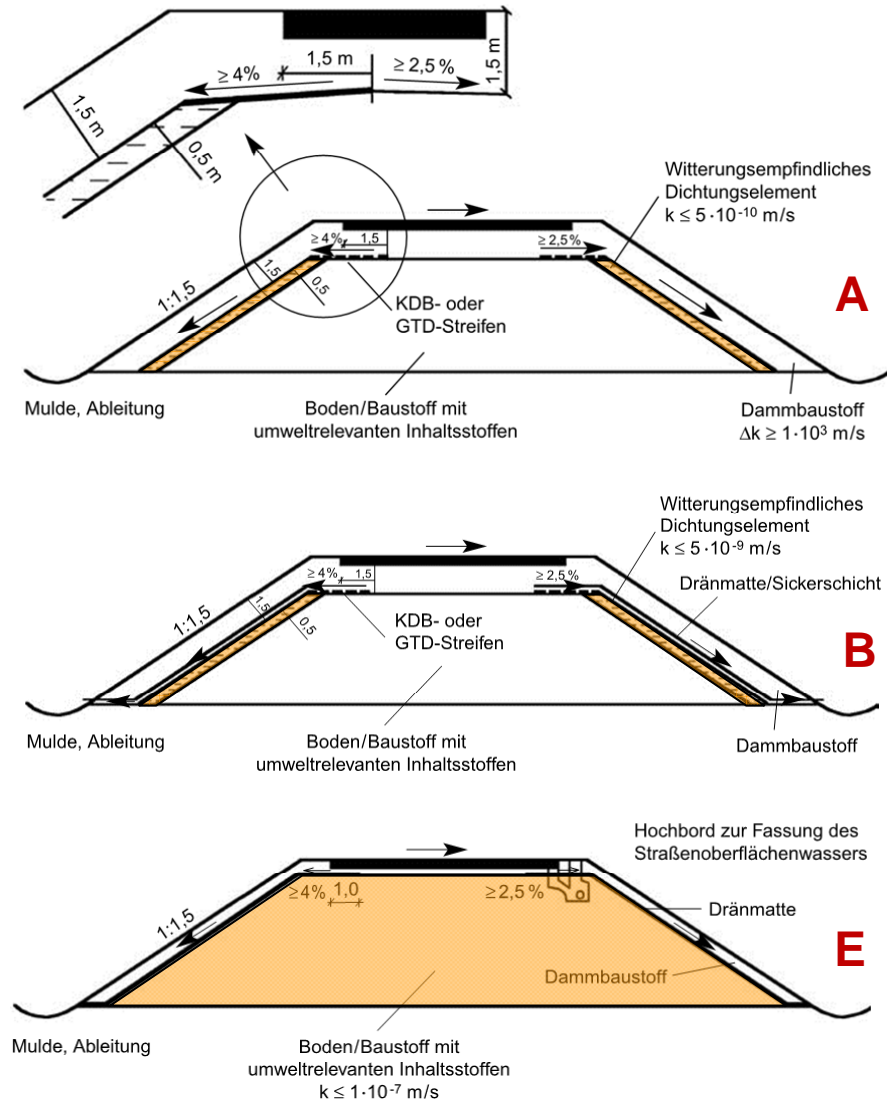 1,5 m
≥ 4%
≥ 2,5 %
1,5 m
1,5 m
0,5 m
Witterungsempfindliches
Dichtungselement
k ≤ 5·10⁻¹⁰ m/s
≥ 4%
1,5
≥ 2,5%
1,5
0,5
1:1,5
KDB- oder
GTD-Streifen
A
Mulde, Ableitung
Boden/Baustoff mit
umweltrelevanten Inhaltsstoffen
Dammbaustoff
Δk ≥ 1·10³ m/s
Witterungsempfindliches
Dichtungselement
k ≤ 5·10⁻⁹ m/s
≥ 4%
1,5
≥ 2,5%
Dränmatte/Sickerschicht
1:1,5
1,5
0,5
KDB- oder
GTD-Streifen
B
Mulde, Ableitung
Boden/Baustoff mit
umweltrelevanten Inhaltsstoffen
Dammbaustoff
Hochbord zur Fassung des
Straßenoberflächenwassers
≥ 4%
1,0
≥ 2,5 %
Dränmatte
1:1,5
E
Dammbaustoff
Mulde, Ableitung
Boden/Baustoff mit
umweltrelevanten Inhaltsstoffen
k ≤ 1·10⁻⁷ m/s